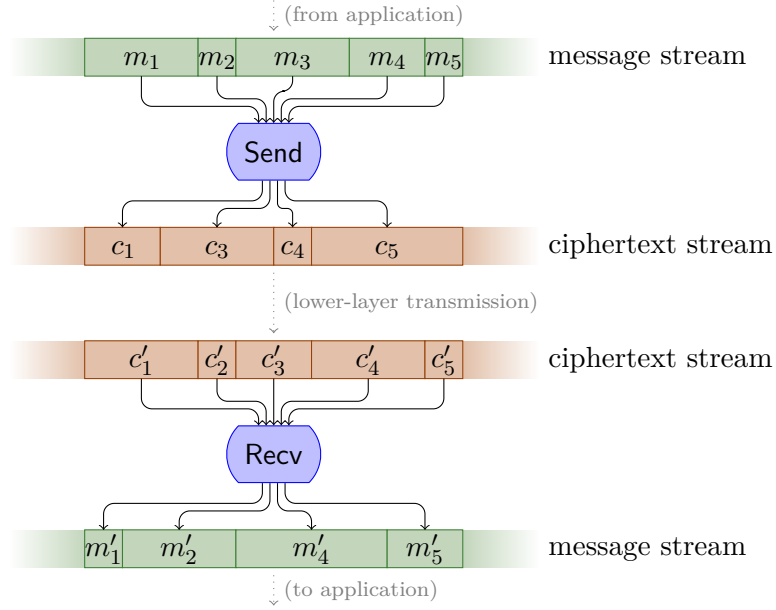 (from application)
m₁ m₂ m₃ m₄ m₅ message stream
Send
c₁ c₃ c₄ c₅ ciphertext stream
(lower-layer transmission)
c′₁ c′₂ c′₃ c′₄ c′₅ ciphertext stream
Recv
m′₁ m′₂ m′₄ m′₅ message stream
(to application)